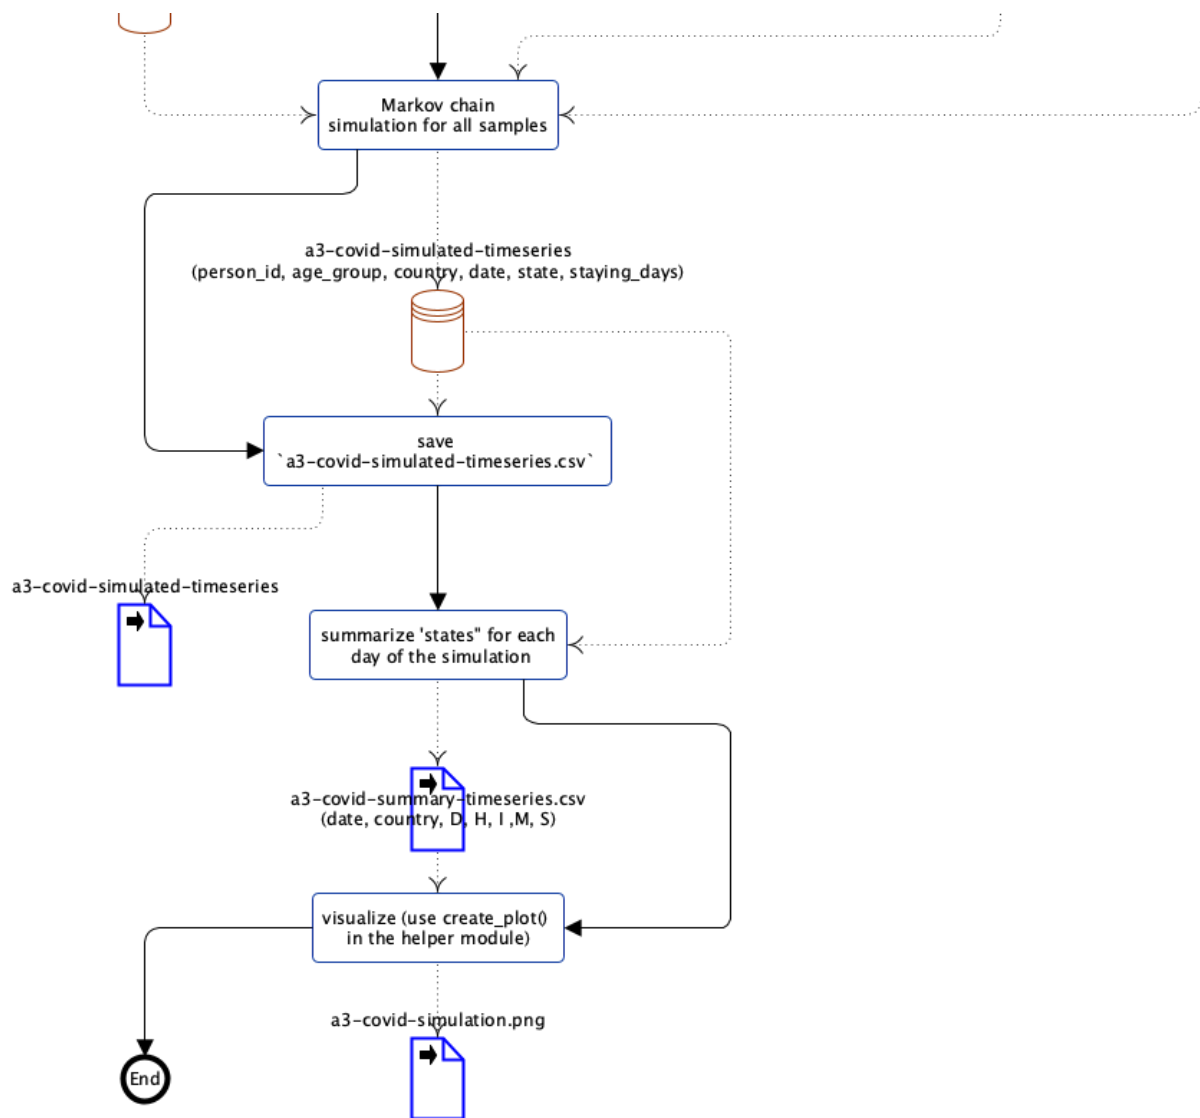 Markov chain
simulation for all samples
a3-covid-simulated-timeseries
(person_id, age_group, country, date, state, staying_days)
save
`a3-covid-simulated-timeseries.csv`
a3-covid-simulated-timeseries
summarize 'states" for each
day of the simulation
a3-covid-summary-timeseries.csv
(date, country, D, H, I ,M, S)
visualize (use create_plot()
in the helper module)
a3-covid-simulation.png
End